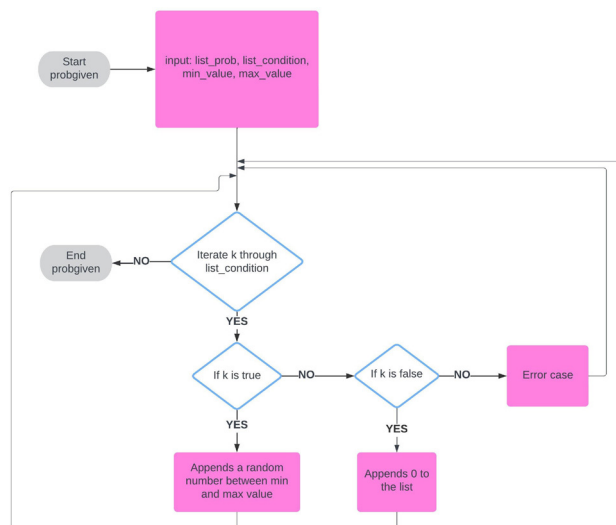 Start
probgiven
input: list_prob, list_condition,
min_value, max_value
Iterate k through
list_condition
NO
End
probgiven
YES
If k is true
NO
If k is false
NO
Error case
YES
YES
Appends a random
number between min
and max value
Appends 0 to
the list